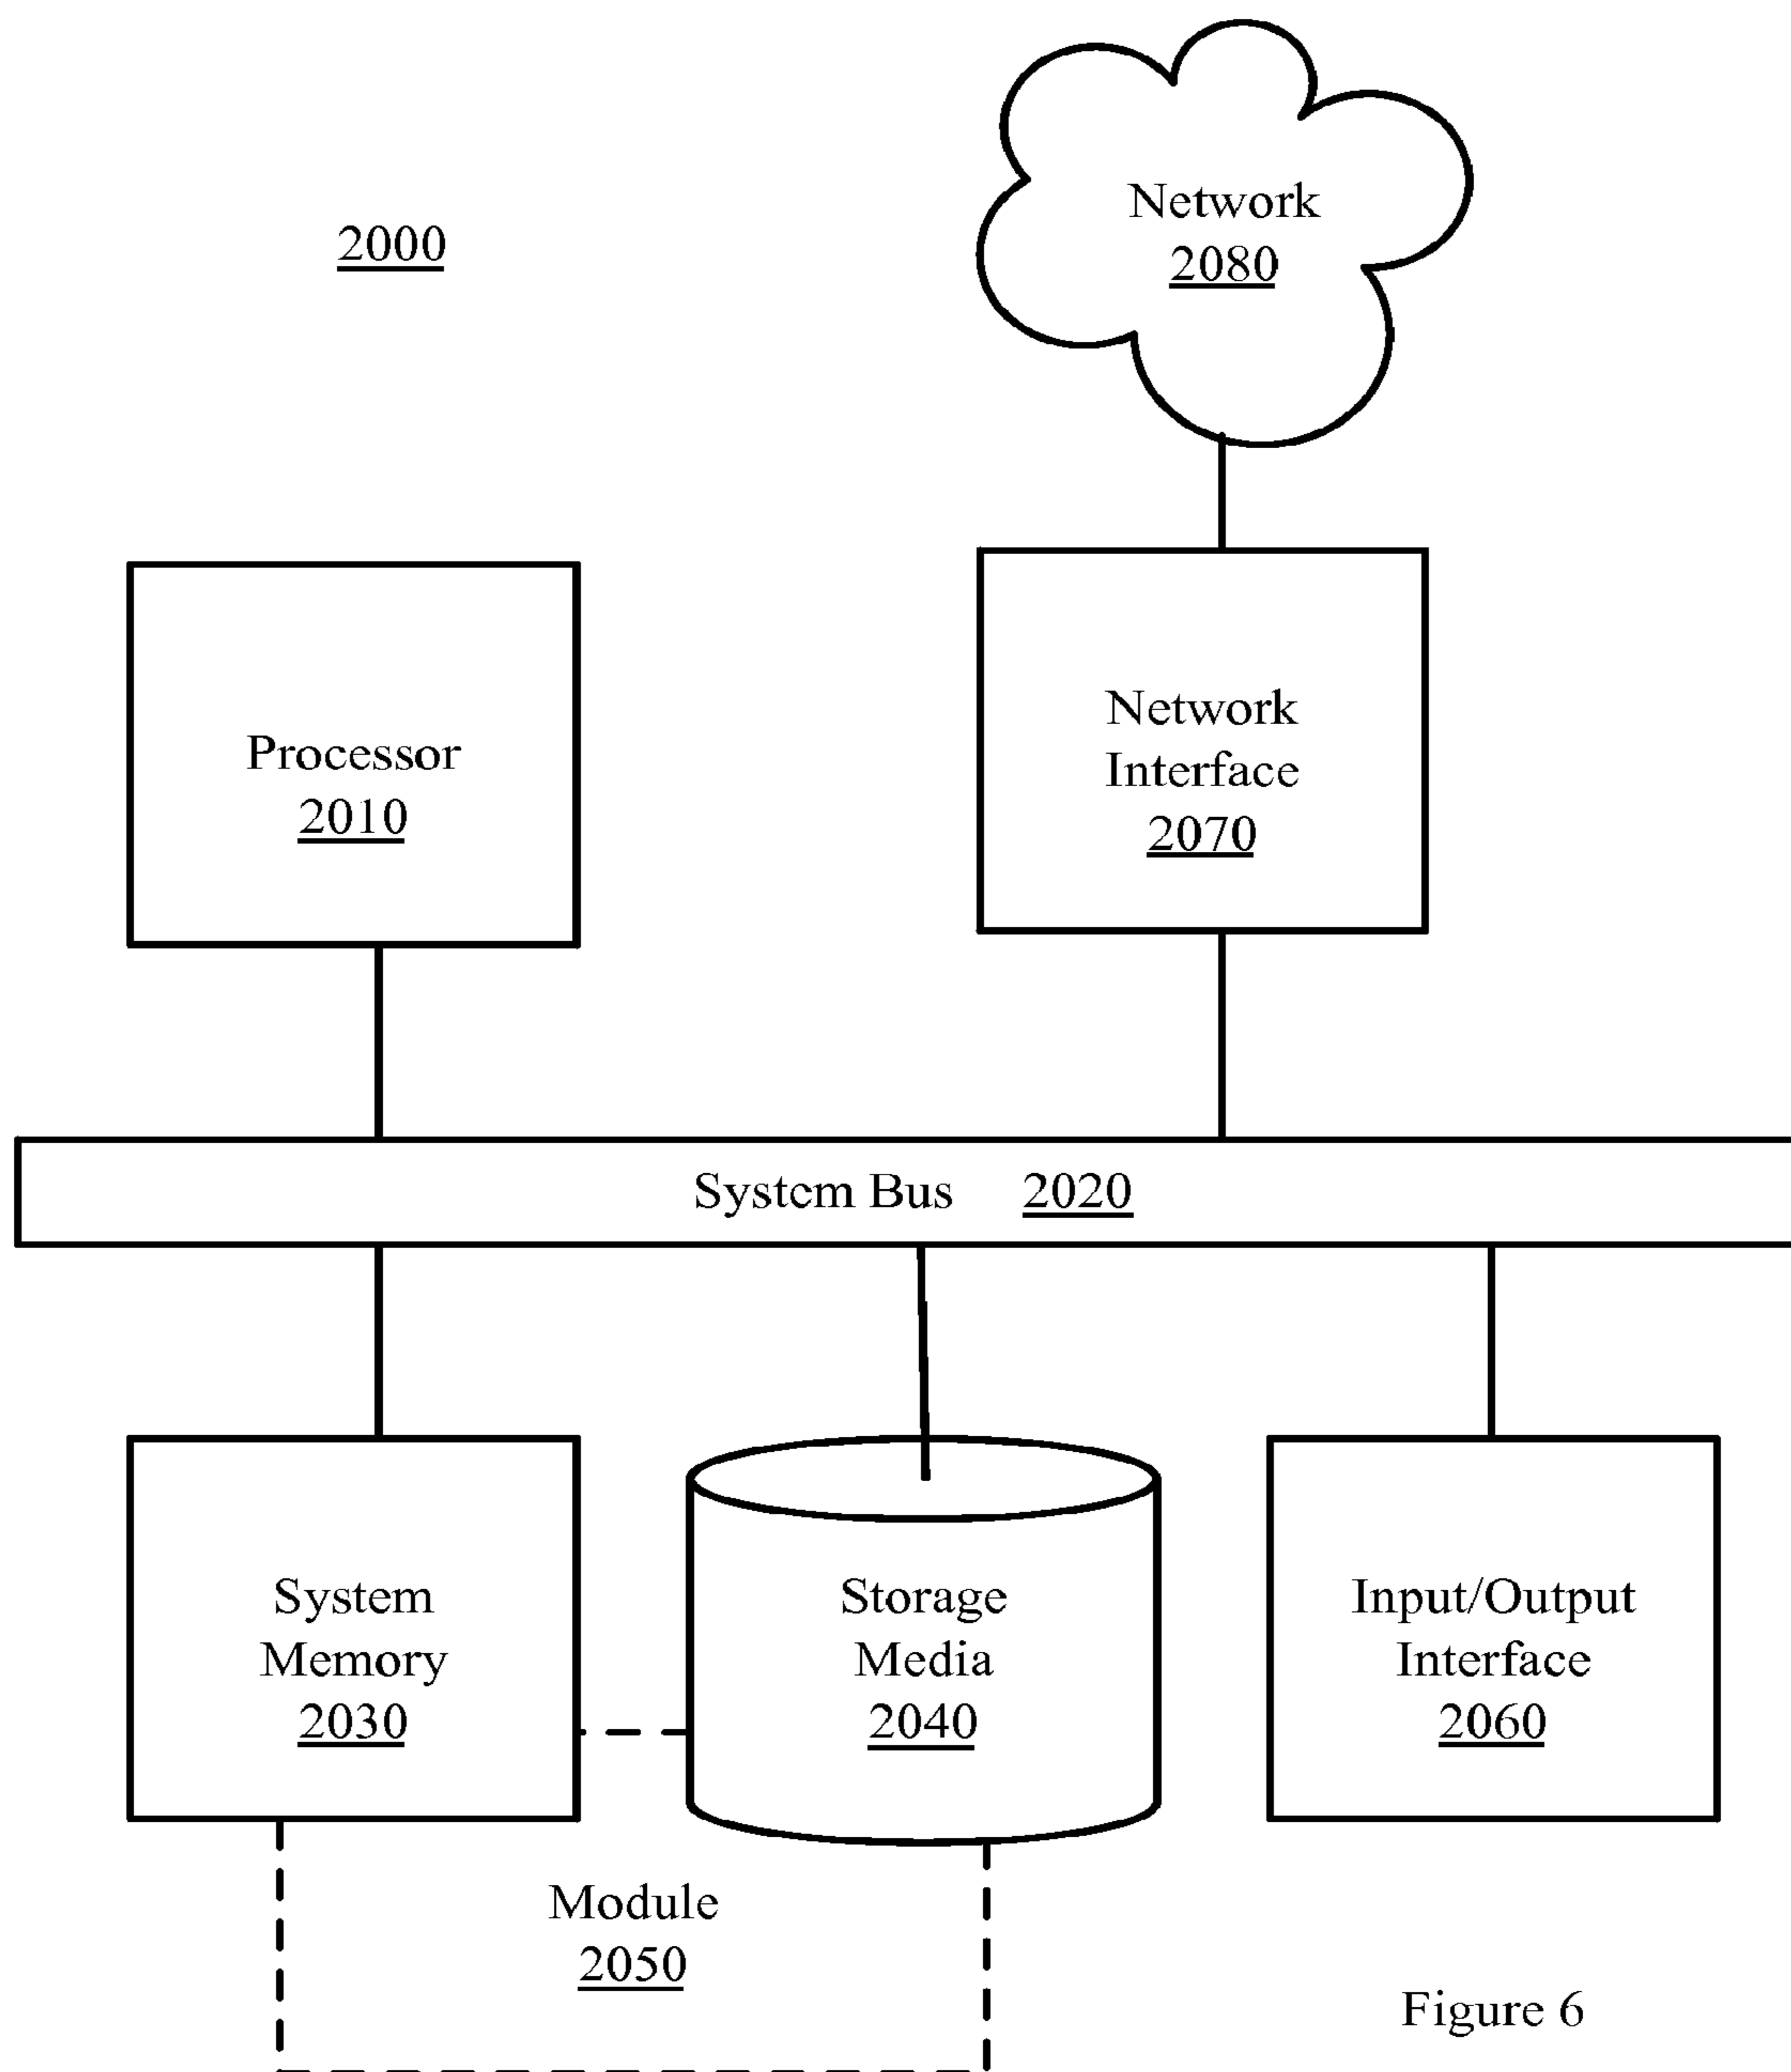 Network
2080
2000
Network
Interface
2070
Processor
2010
System Bus 2020
System
Memory
2030
Storage
Media
2040
Input/Output
Interface
2060
Module
2050
Figure 6